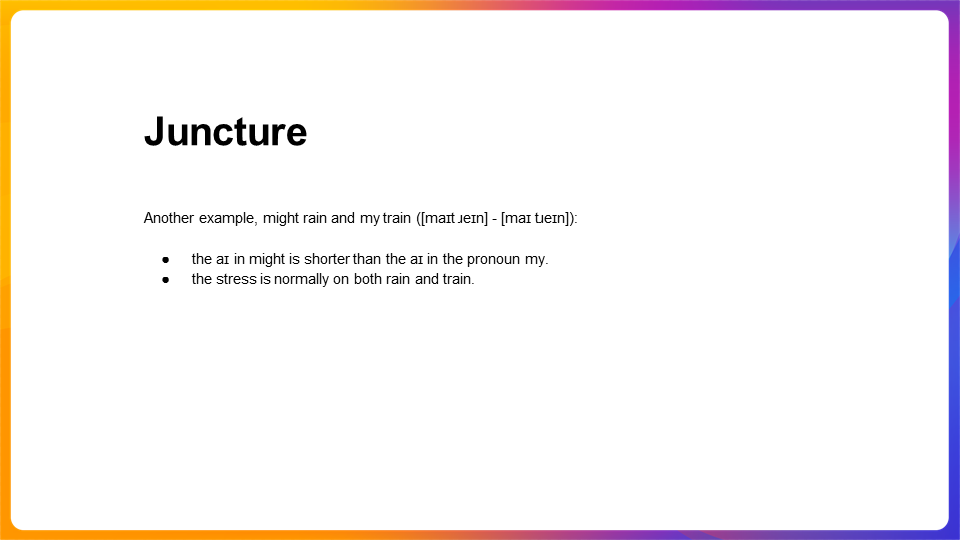 Juncture
Another example, might rain and my train ([maɪt ɹeɪn] - [maɪ tɹeɪn]):
● the aɪ in might is shorter than the aɪ in the pronoun my.
● the stress is normally on both rain and train.